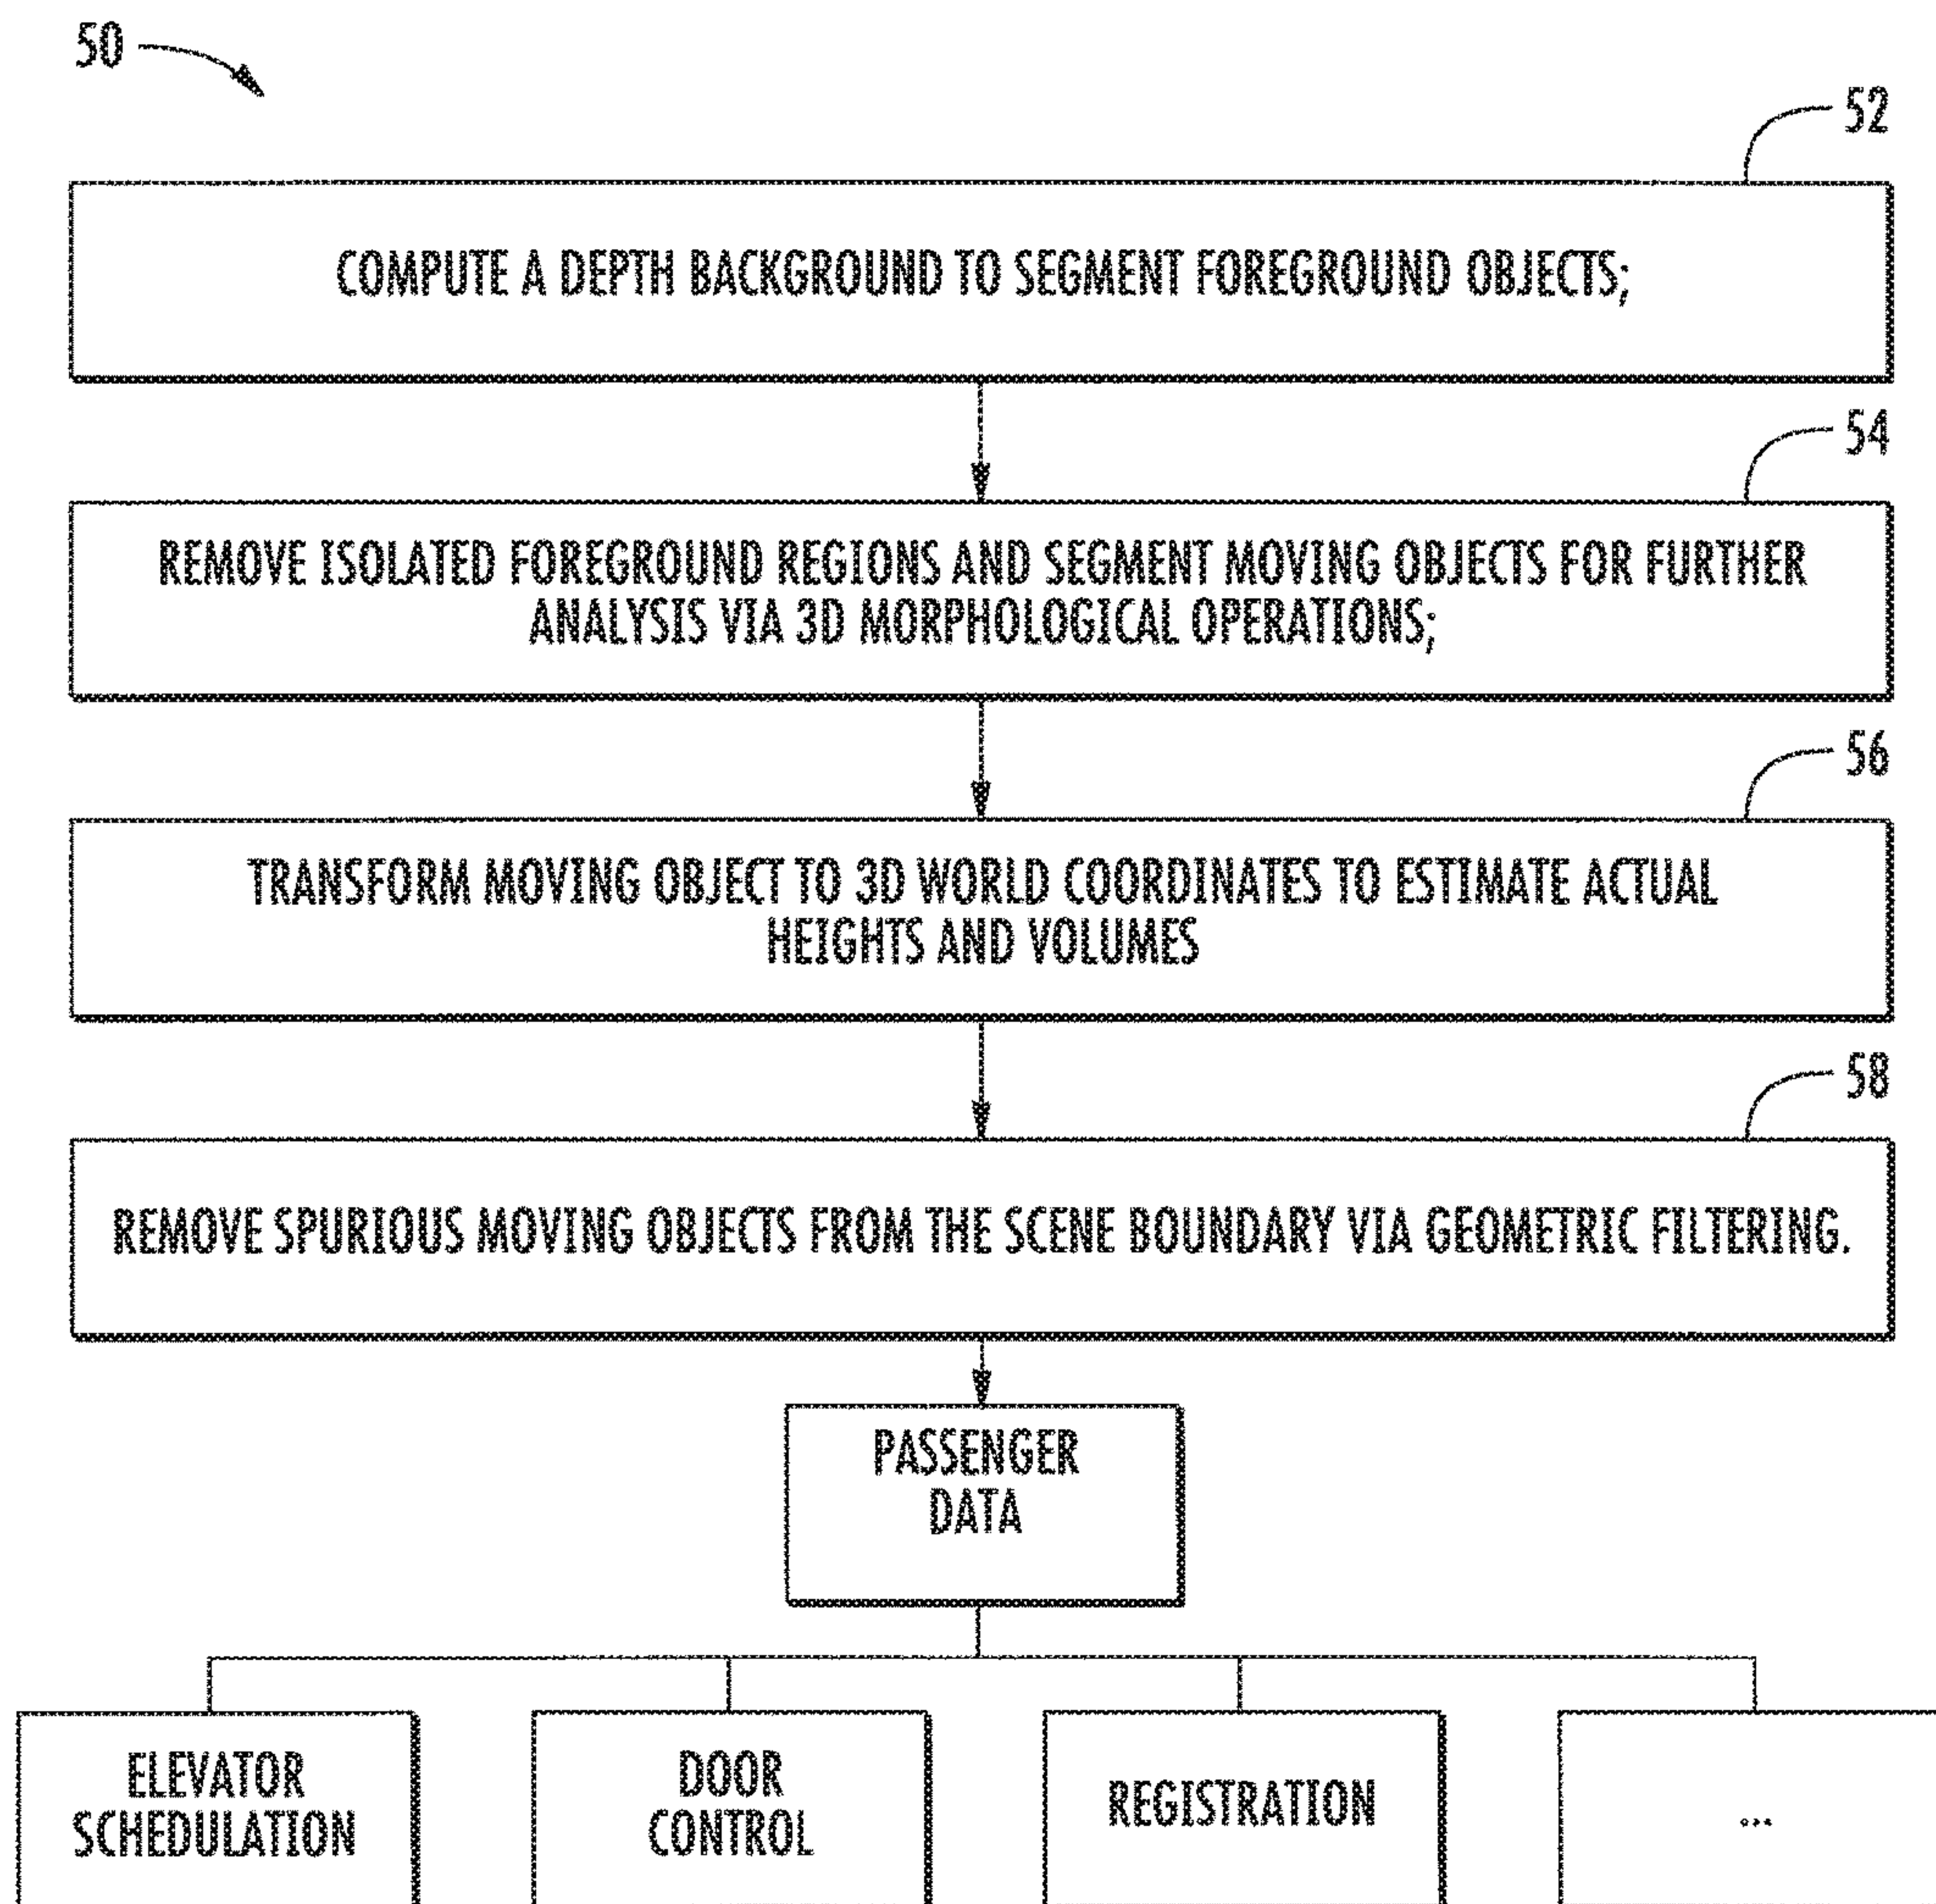 50
52
COMPUTE A DEPTH BACKGROUND TO SEGMENT FOREGROUND OBJECTS;
54
REMOVE ISOLATED FOREGROUND REGIONS AND SEGMENT MOVING OBJECTS FOR FURTHER
ANALYSIS VIA 3D MORPHOLOGICAL OPERATIONS;
56
TRANSFORM MOVING OBJECT TO 3D WORLD COORDINATES TO ESTIMATE ACTUAL
HEIGHTS AND VOLUMES
58
REMOVE SPURIOUS MOVING OBJECTS FROM THE SCENE BOUNDARY VIA GEOMETRIC FILTERING.
PASSENGER
DATA
ELEVATOR
SCHEDULATION
DOOR
CONTROL
REGISTRATION
...